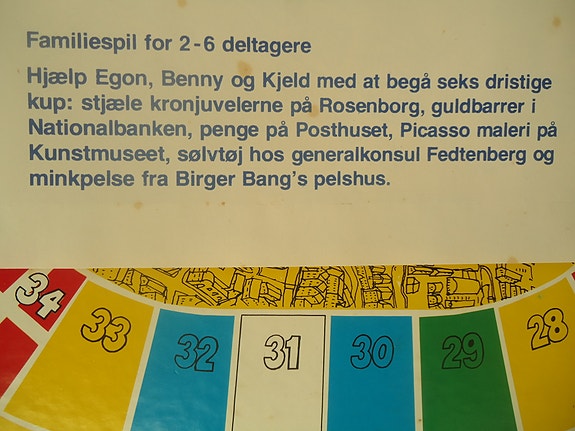 Familiespil for 2-6 deltagere
Hjælp Egon, Benny og Kjeld med at begå seks dristige
kup: stjæle kronjuvelerne på Rosenborg, guldbarrer i
Nationalbanken, penge på Posthuset, Picasso maleri på
Kunstmuseet, sølvtøj hos generalkonsul Fedtenberg og
minkpelse fra Birger Bang's pelshus.
34 33 32 31 30 29 28